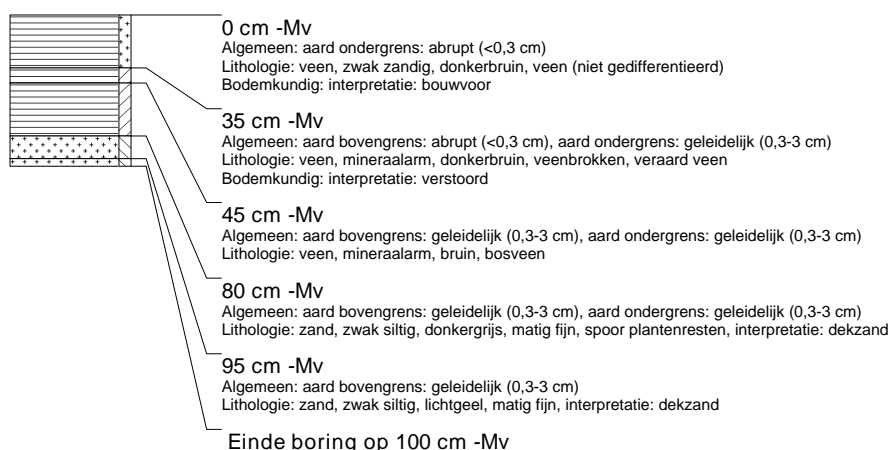 0 cm -Mv
Algemeen: aard ondergrens: abrupt (<0,3 cm)
Lithologie: veen, zwak zandig, donkerbruin, veen (niet gedifferentieerd)
Bodemkundig: interpretatie: bouwvoor
35 cm -Mv
Algemeen: aard bovengrens: abrupt (<0,3 cm), aard ondergrens: geleidelijk (0,3-3 cm)
Lithologie: veen, mineraalarm, donkerbruin, veenbrokken, veraard veen
Bodemkundig: interpretatie: verstoord
45 cm -Mv
Algemeen: aard bovengrens: geleidelijk (0,3-3 cm), aard ondergrens: geleidelijk (0,3-3 cm)
Lithologie: veen, mineraalarm, bruin, bosveen
80 cm -Mv
Algemeen: aard bovengrens: geleidelijk (0,3-3 cm), aard ondergrens: geleidelijk (0,3-3 cm)
Lithologie: zand, zwak siltig, donkergrijs, matig fijn, spoor plantenresten, interpretatie: dekzand
95 cm -Mv
Algemeen: aard bovengrens: geleidelijk (0,3-3 cm)
Lithologie: zand, zwak siltig, lichtgeel, matig fijn, interpretatie: dekzand
Einde boring op 100 cm -Mv